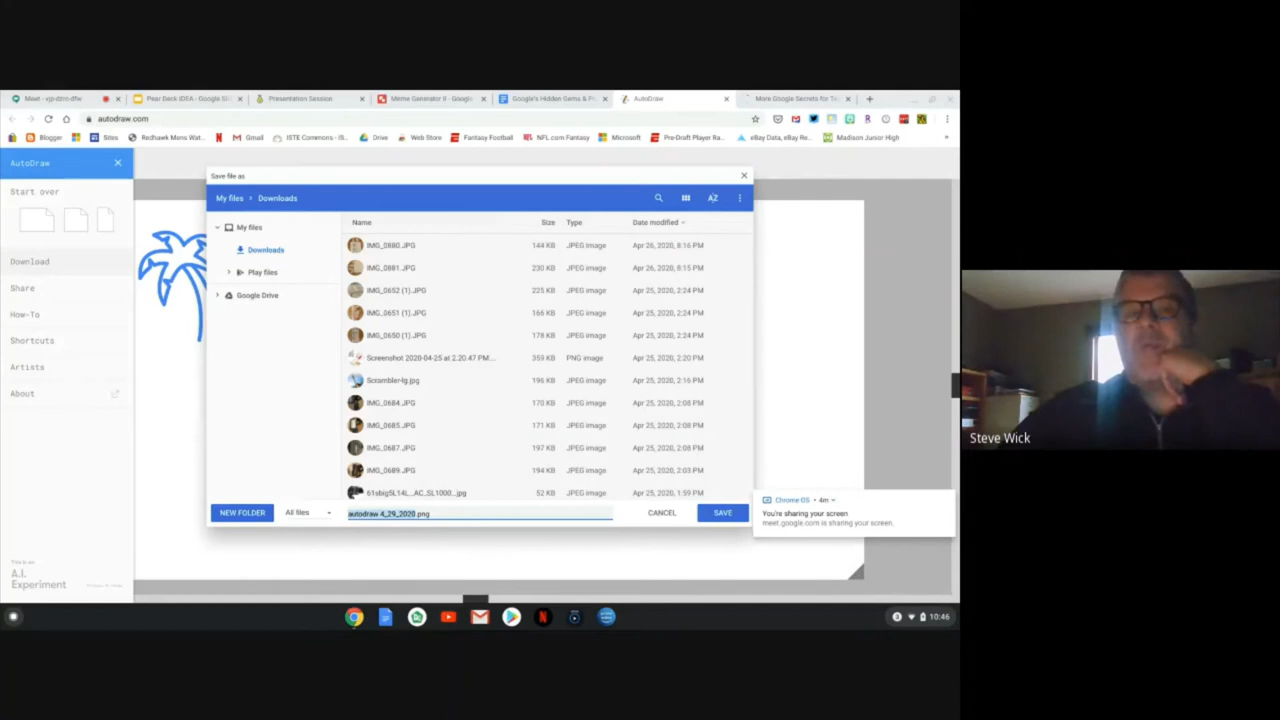 Meet - vjp-dzro-dfw
Pear Deck IDEA - Google Sli
Presentation Session
Meme Generator II - Google
Google's Hidden Gems & P
AutoDraw
More Google Secrets for Te
autodraw.com
Blogger
Sites
Redhawk Mens Wat...
Gmail
ISTE Commons - IS...
Drive
Web Store
Fantasy Football
NFL.com Fantasy
Microsoft
Pre-Draft Player Ra...
eBay Data, eBay Re...
Madison Junior High
»
AutoDraw
Start over
Download
Share
How-To
Shortcuts
Artists
About
This is an
A.I.
Experiment
Save file as
My files > Downloads
AZ
My files
Downloads
Play files
Google Drive
Name Size Type Date modified
IMG_0880.JPG 144 KB JPEG image Apr 26, 2020, 8:16 PM
IMG_0881.JPG 230 KB JPEG image Apr 26, 2020, 8:15 PM
IMG_0652 (1).JPG 225 KB JPEG image Apr 25, 2020, 2:24 PM
IMG_0651 (1).JPG 166 KB JPEG image Apr 25, 2020, 2:24 PM
IMG_0650 (1).JPG 178 KB JPEG image Apr 25, 2020, 2:24 PM
Screenshot 2020-04-25 at 2.20.47 PM.... 359 KB PNG image Apr 25, 2020, 2:20 PM
Scrambler-lg.jpg 196 KB JPEG image Apr 25, 2020, 2:16 PM
IMG_0684.JPG 170 KB JPEG image Apr 25, 2020, 2:08 PM
IMG_0685.JPG 171 KB JPEG image Apr 25, 2020, 2:08 PM
IMG_0687.JPG 197 KB JPEG image Apr 25, 2020, 2:08 PM
IMG_0689.JPG 194 KB JPEG image Apr 25, 2020, 2:03 PM
61sbig5L14L._AC_SL1000_.jpg 52 KB JPEG image Apr 25, 2020, 1:59 PM
NEW FOLDER All files autodraw 4_29_2020.png CANCEL SAVE
Chrome OS • 4m
You're sharing your screen
meet.google.com is sharing your screen.
Steve Wick
3 10:46